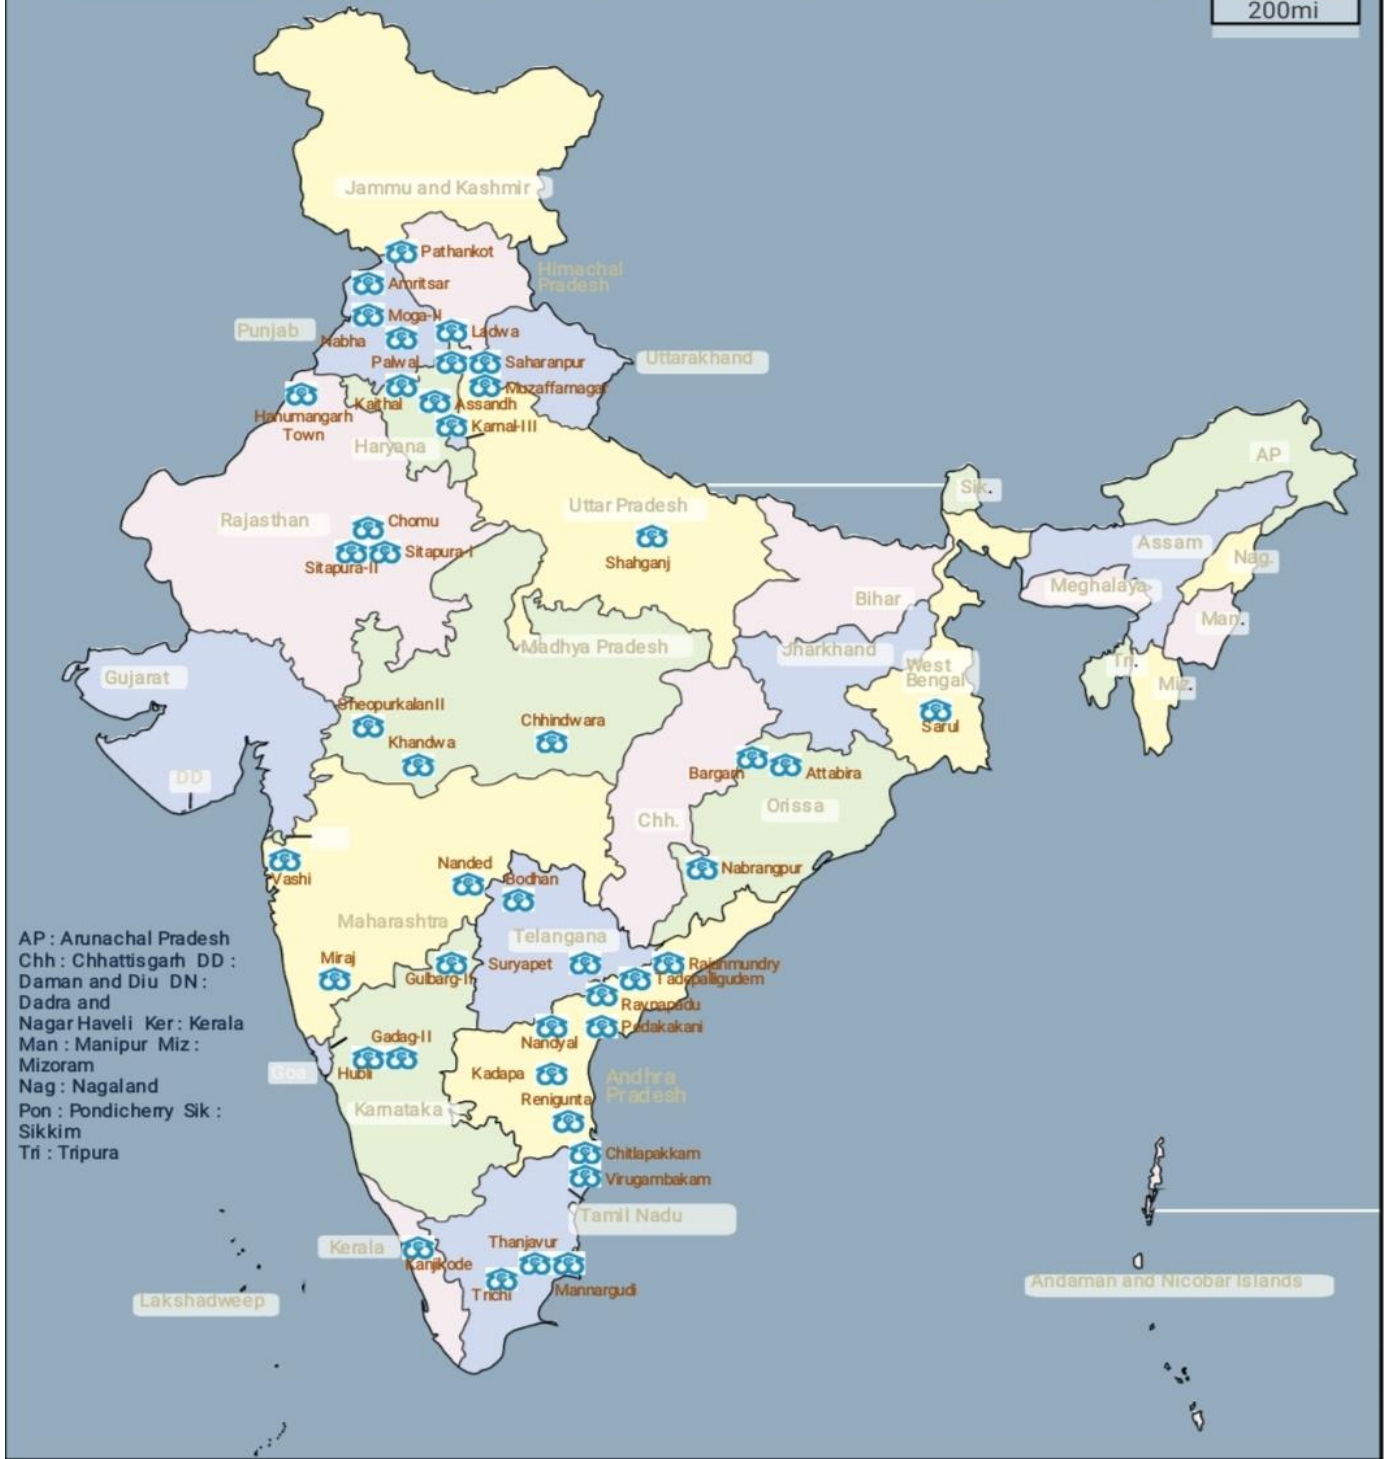 200mi
Jammu and Kashmir
Pathankot
Himachal
Pradesh
Amritsar
Moga-II
Punjab
Nabha
Ladwa
Palwal
Saharanpur
Uttarakhand
Muzaffarnagar
Kaithal
Assandh
Hanumangarh
Town
Karnal-III
Haryana
AP
Sik.
Uttar Pradesh
Rajasthan
Chomu
Sitapura-I
Sitapura-II
Shahganj
Assam
Nag.
Meghalaya
Bihar
Man.
Madhya Pradesh
Jharkhand
West
Bengal
Tri.
Miz.
Gujarat
Sheopurkalan II
Chhindwara
Sarul
Khandwa
DD
Bargarh
Attabira
Orissa
Chh.
Vashi
Nanded
Bodhan
Nabrangpur
Maharashtra
Telangana
Miraj
Gulbarg-II
Suryapet
Rajahmundry
Tadepalligudem
Raynapadu
Pedakakani
Nandyal
Gadag-II
Hubli
Goa
Kadapa
Andhra
Pradesh
Renigunta
Karnataka
Chitlapakkam
Virugambakam
Tamil Nadu
Kerala
Kanjikode
Thanjavur
Trichi
Mannargudi
Lakshadweep
Andaman and Nicobar Islands
AP : Arunachal Pradesh
Chh : Chhattisgarh DD :
Daman and Diu DN :
Dadra and
Nagar Haveli Ker : Kerala
Man : Manipur Miz :
Mizoram
Nag : Nagaland
Pon : Pondicherry Sik :
Sikkim
Tri : Tripura